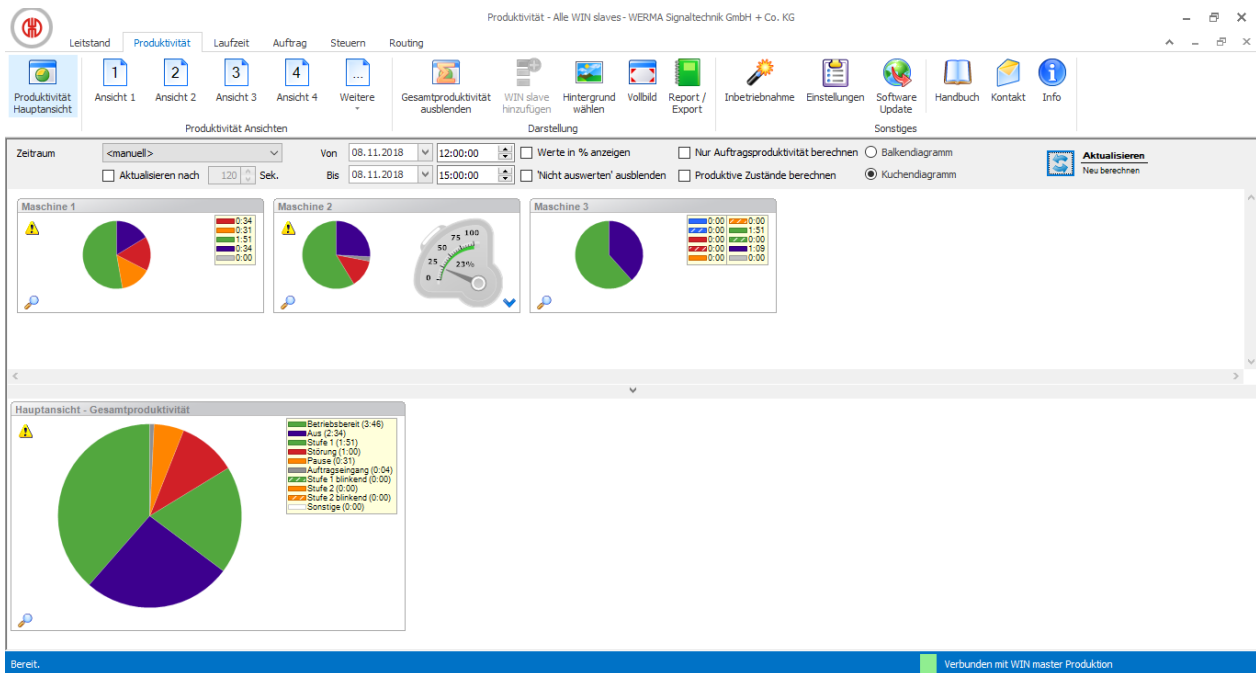 Produktivität - Alle WIN slaves - WERMA Signaltechnik GmbH + Co. KG
Leitstand Produktivität Laufzeit Auftrag Steuern Routing
Produktivität Hauptansicht
1 Ansicht 1
2 Ansicht 2
3 Ansicht 3
4 Ansicht 4
... Weitere
Gesamtproduktivität ausblenden
WIN slave hinzufügen
Hintergrund wählen
Vollbild
Report / Export
Inbetriebnahme
Einstellungen
Software Update
Handbuch
Kontakt
Info
Produktivität Ansichten
Darstellung
Sonstiges
Zeitraum <manuell> Von 08.11.2018 12:00:00 Werte in % anzeigen Nur Auftragsproduktivität berechnen Balkendiagramm
Aktualisieren nach 120 Sek. Bis 08.11.2018 15:00:00 'Nicht auswerten' ausblenden Produktive Zustände berechnen Kuchendiagramm
Aktualisieren
Neu berechnen
Maschine 1
0:34
0:31
1:51
0:34
0:00
Maschine 2
0
25
50
75
100
23%
Maschine 3
0:00 0:00
0:00 1:51
0:00 0:00
0:00 1:09
0:00 0:00
Hauptansicht - Gesamtproduktivität
Betriebsbereit (3:46)
Aus (2:34)
Stufe 1 (1:51)
Störung (1:00)
Pause (0:31)
Auftragseingang (0:04)
Stufe 1 blinkend (0:00)
Stufe 2 (0:00)
Stufe 2 blinkend (0:00)
Sonstige (0:00)
Bereit.
Verbunden mit WIN master Produktion